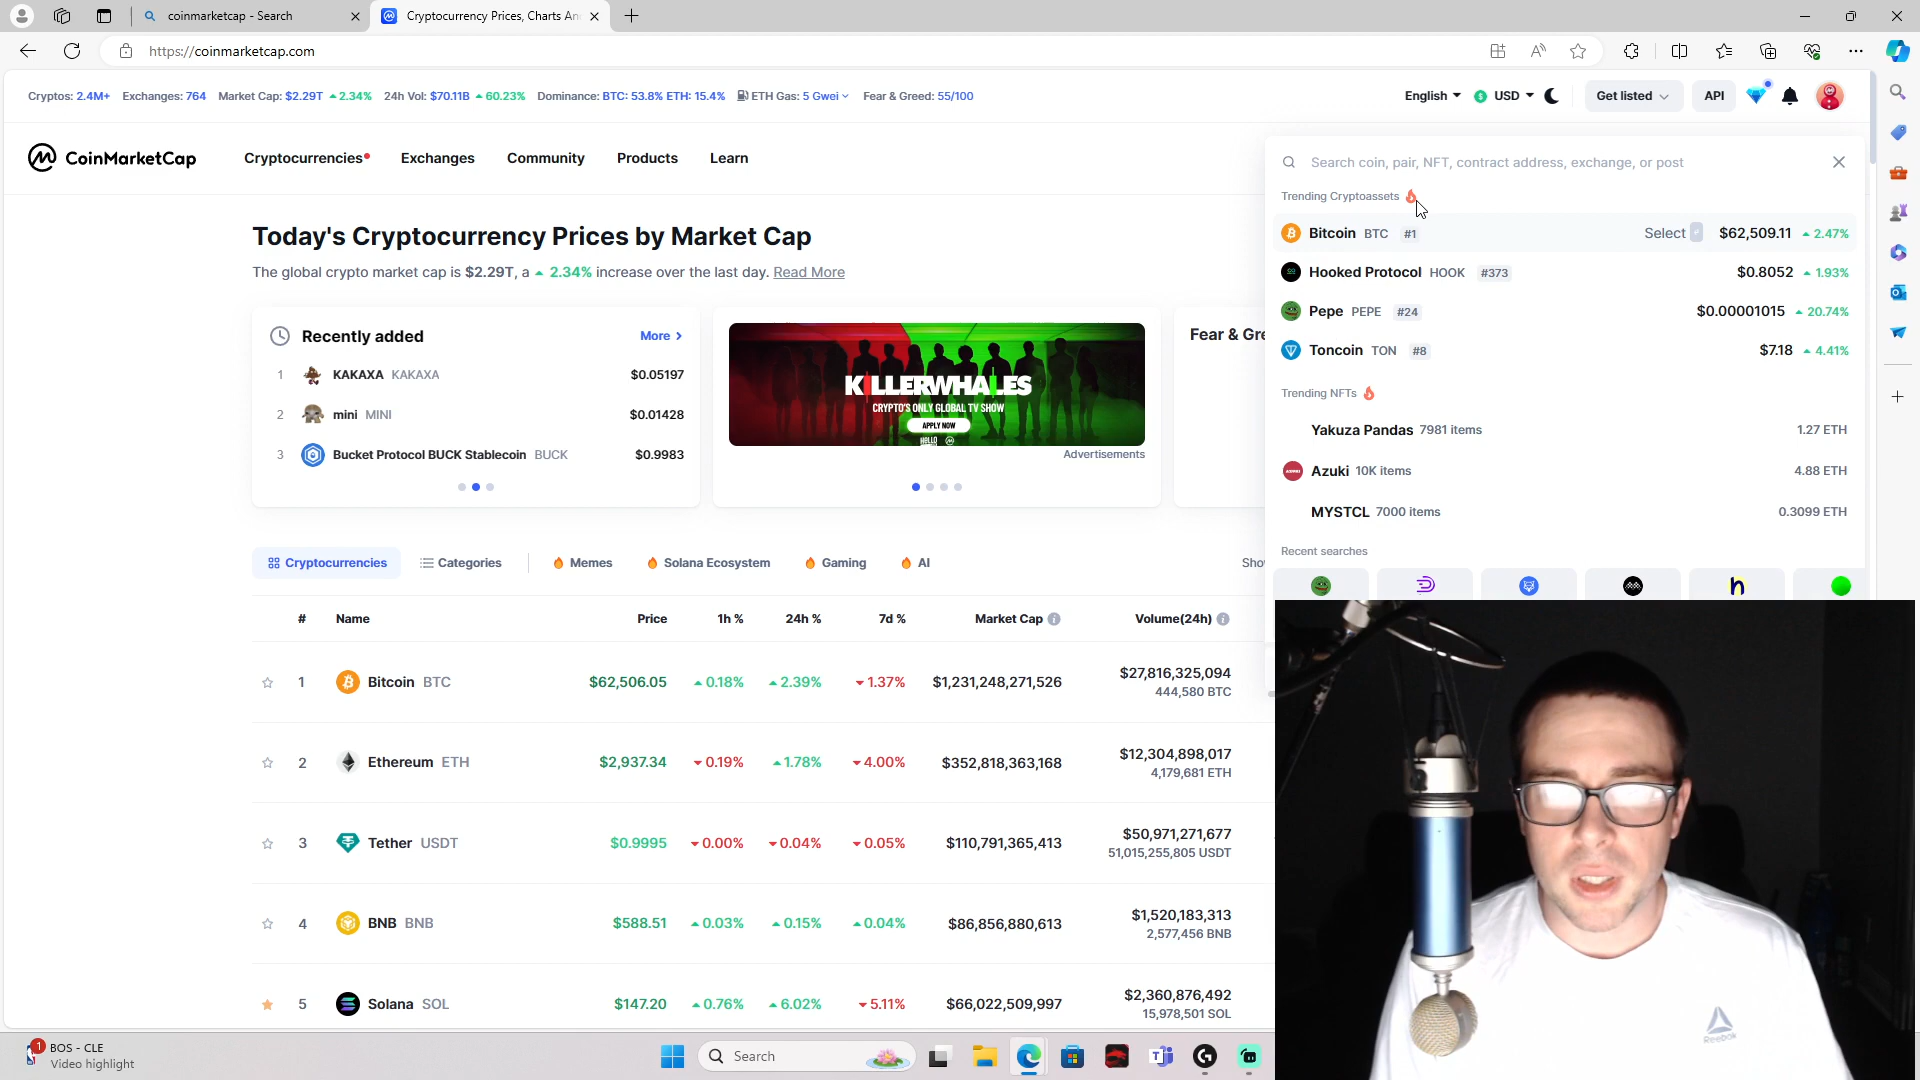 coinmarketcap - Search
Cryptocurrency Prices, Charts An
https://coinmarketcap.com
Cryptos: 2.4M+ Exchanges: 764 Market Cap: $2.29T 2.34% 24h Vol: $70.11B 60.23% Dominance: BTC: 53.8% ETH: 15.4% ETH Gas: 5 Gwei Fear & Greed: 55/100
English USD Get listed API
CoinMarketCap Cryptocurrencies Exchanges Community Products Learn
Search coin, pair, NFT, contract address, exchange, or post
Trending Cryptoassets
Bitcoin BTC #1 Select $62,509.11 2.47%
Hooked Protocol HOOK #373 $0.8052 1.93%
Pepe PEPE #24 $0.00001015 20.74%
Toncoin TON #8 $7.18 4.41%
Trending NFTs
Yakuza Pandas 7981 items 1.27 ETH
Azuki 10K items 4.88 ETH
MYSTCL 7000 items 0.3099 ETH
Recent searches
Today's Cryptocurrency Prices by Market Cap
The global crypto market cap is $2.29T, a 2.34% increase over the last day. Read More
Recently added More
1 KAKAXA KAKAXA $0.05197
2 mini MINI $0.01428
3 Bucket Protocol BUCK Stablecoin BUCK $0.9983
KILLERWHALES
CRYPTO'S ONLY GLOBAL TV SHOW
APPLY NOW
HELLO
Advertisements
Fear & Gre
Cryptocurrencies Categories Memes Solana Ecosystem Gaming AI Sho
# Name Price 1h % 24h % 7d % Market Cap Volume(24h)
1 Bitcoin BTC $62,506.05 0.18% 2.39% 1.37% $1,231,248,271,526 $27,816,325,094
444,580 BTC
2 Ethereum ETH $2,937.34 0.19% 1.78% 4.00% $352,818,363,168 $12,304,898,017
4,179,681 ETH
3 Tether USDT $0.9995 0.00% 0.04% 0.05% $110,791,365,413 $50,971,271,677
51,015,255,805 USDT
4 BNB BNB $588.51 0.03% 0.15% 0.04% $86,856,880,613 $1,520,183,313
2,577,456 BNB
5 Solana SOL $147.20 0.76% 6.02% 5.11% $66,022,509,997 $2,360,876,492
15,978,501 SOL
Reebok
1 BOS - CLE
Video highlight
Search